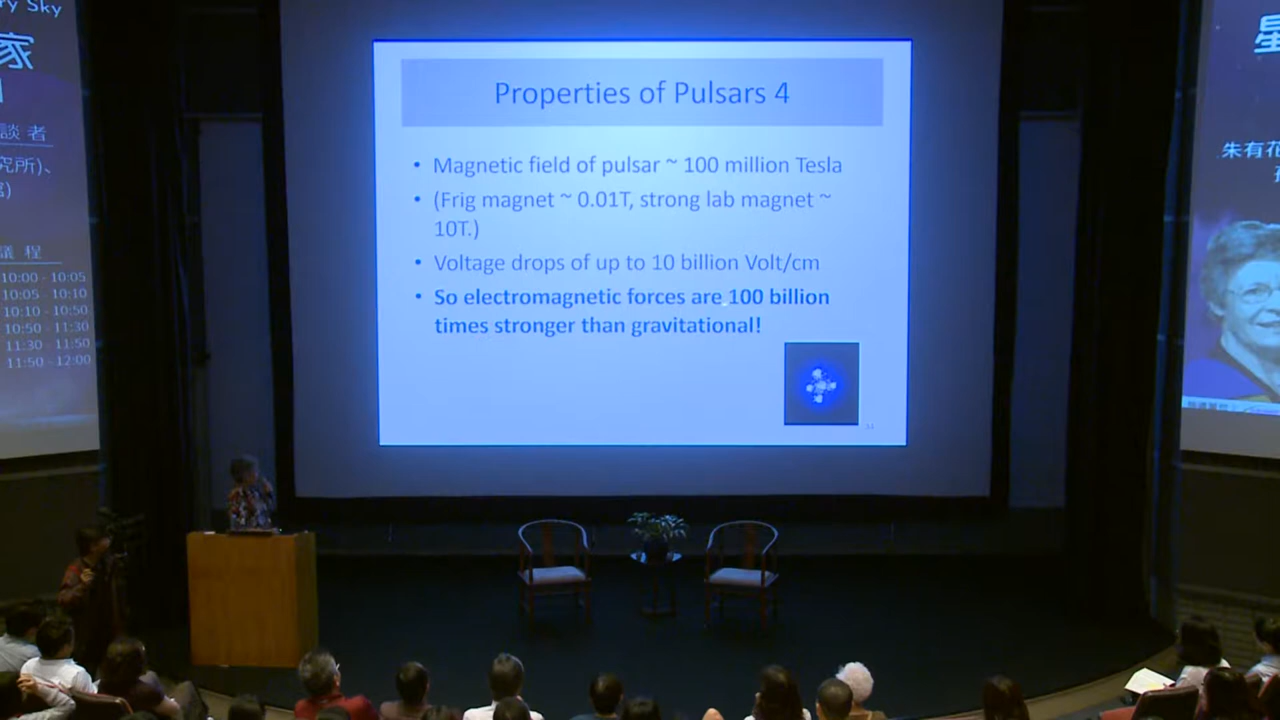 ry Sky
家
談 者
究所)、
議 程
10:00 - 10:05
10:05 - 10:10
10:10 - 10:50
10:50 - 11:30
11:30 - 11:50
11:50 - 12:00
Properties of Pulsars 4
• Magnetic field of pulsar ~ 100 million Tesla
• (Frig magnet ~ 0.01T, strong lab magnet ~
10T.)
• Voltage drops of up to 10 billion Volt/cm
• So electromagnetic forces are 100 billion
times stronger than gravitational!
星
朱有花